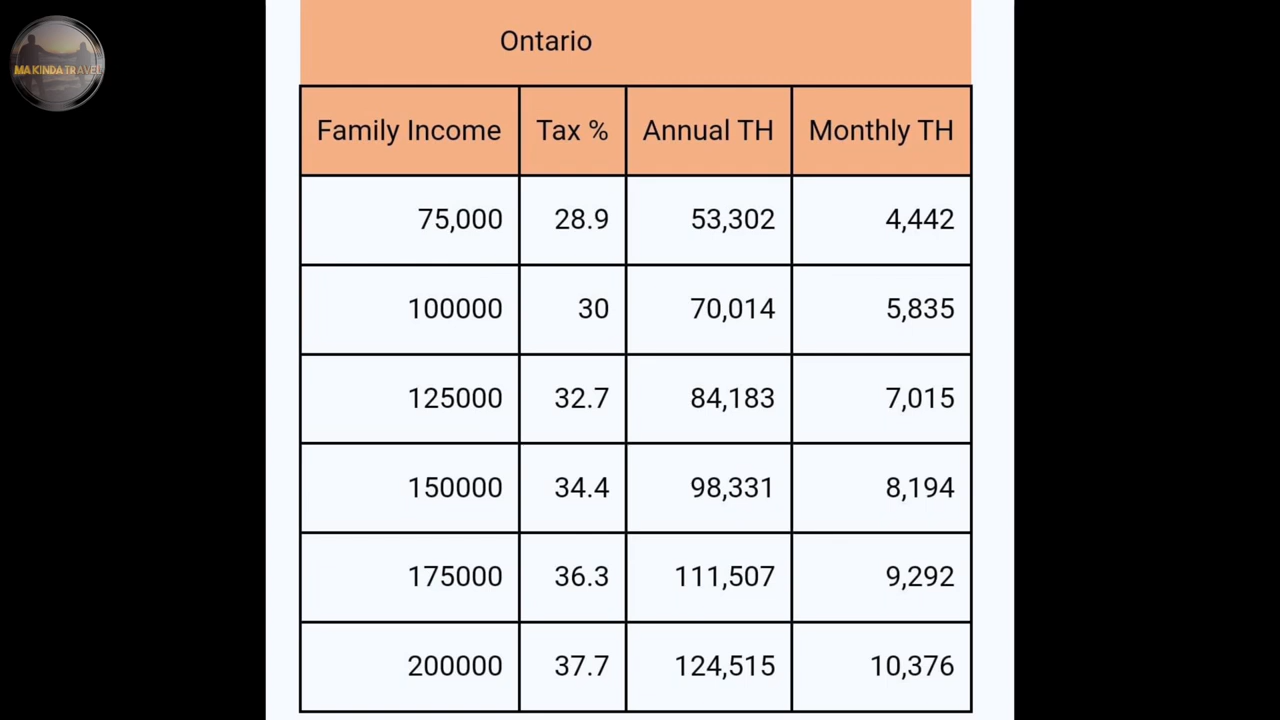 MA KINDA TRAVEL
Ontario
Family Income Tax % Annual TH Monthly TH
75,000 28.9 53,302 4,442
100000 30 70,014 5,835
125000 32.7 84,183 7,015
150000 34.4 98,331 8,194
175000 36.3 111,507 9,292
200000 37.7 124,515 10,376